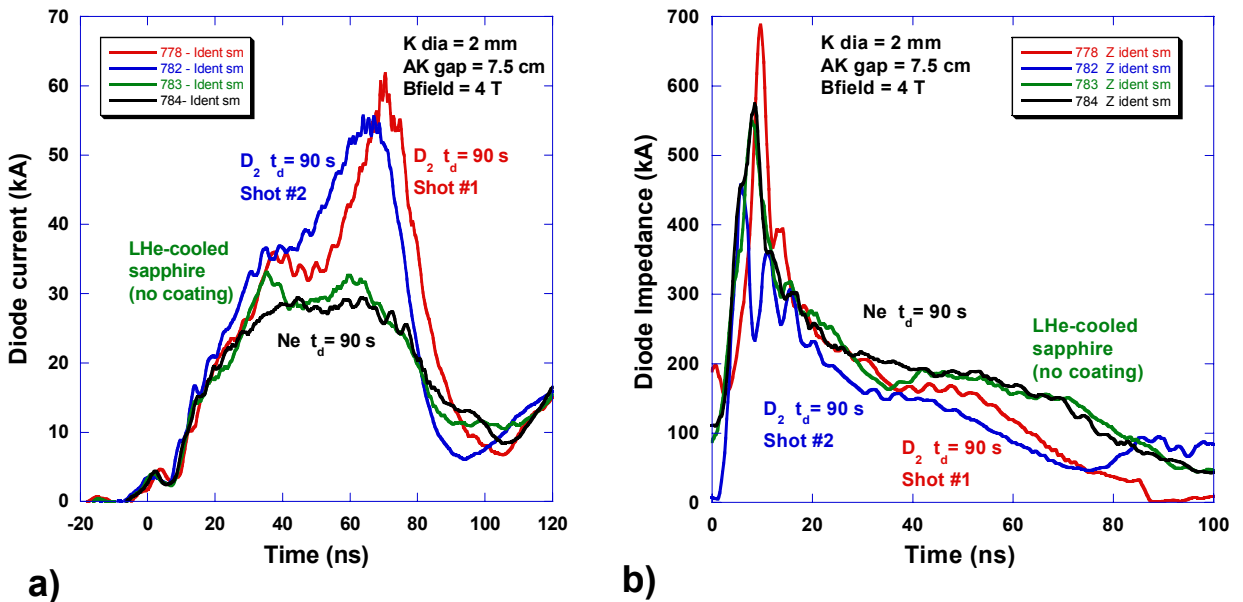 70
60
50
40
30
20
10
0
-20
0
20
40
60
80
100
120
Diode current (kA)
Time (ns)
778 - Ident sm
782 - Ident sm
783 - Ident sm
784- Ident sm
K dia = 2 mm
AK gap = 7.5 cm
Bfield = 4 T
D2 td = 90 s
Shot #2
D2 td = 90 s
Shot #1
LHe-cooled
sapphire
(no coating)
Ne td = 90 s
a)
700
600
500
400
300
200
100
0
0
20
40
60
80
100
Diode Impedance (kA)
Time (ns)
K dia = 2 mm
AK gap = 7.5 cm
Bfield = 4 T
778 Z ident sm
782 Z ident sm
783 Z ident sm
784 Z ident sm
Ne td = 90 s
LHe-cooled
sapphire
(no coating)
D2 td = 90 s
Shot #2
D2 td = 90 s
Shot #1
b)